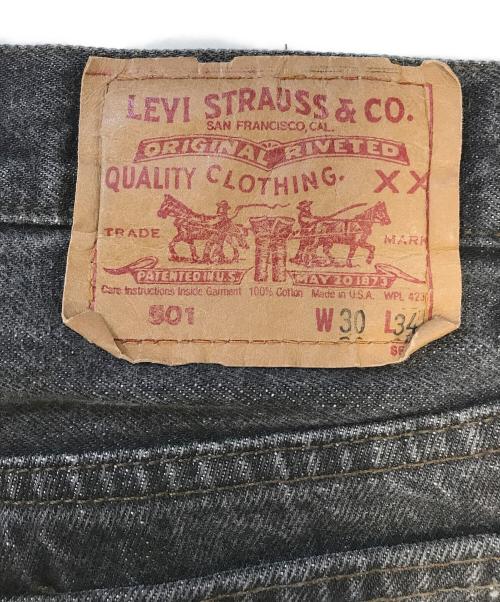 LEVI STRAUSS & CO.
SAN FRANCISCO, CAL.
ORIGINAL RIVETED
QUALITY CLOTHING. XX
TRADE MARK
PATENTED IN U.S. MAY 20 1873
Care Instructions Inside Garment 100% Cotton Made in U.S.A. WPL 423
501 W 30 L 34